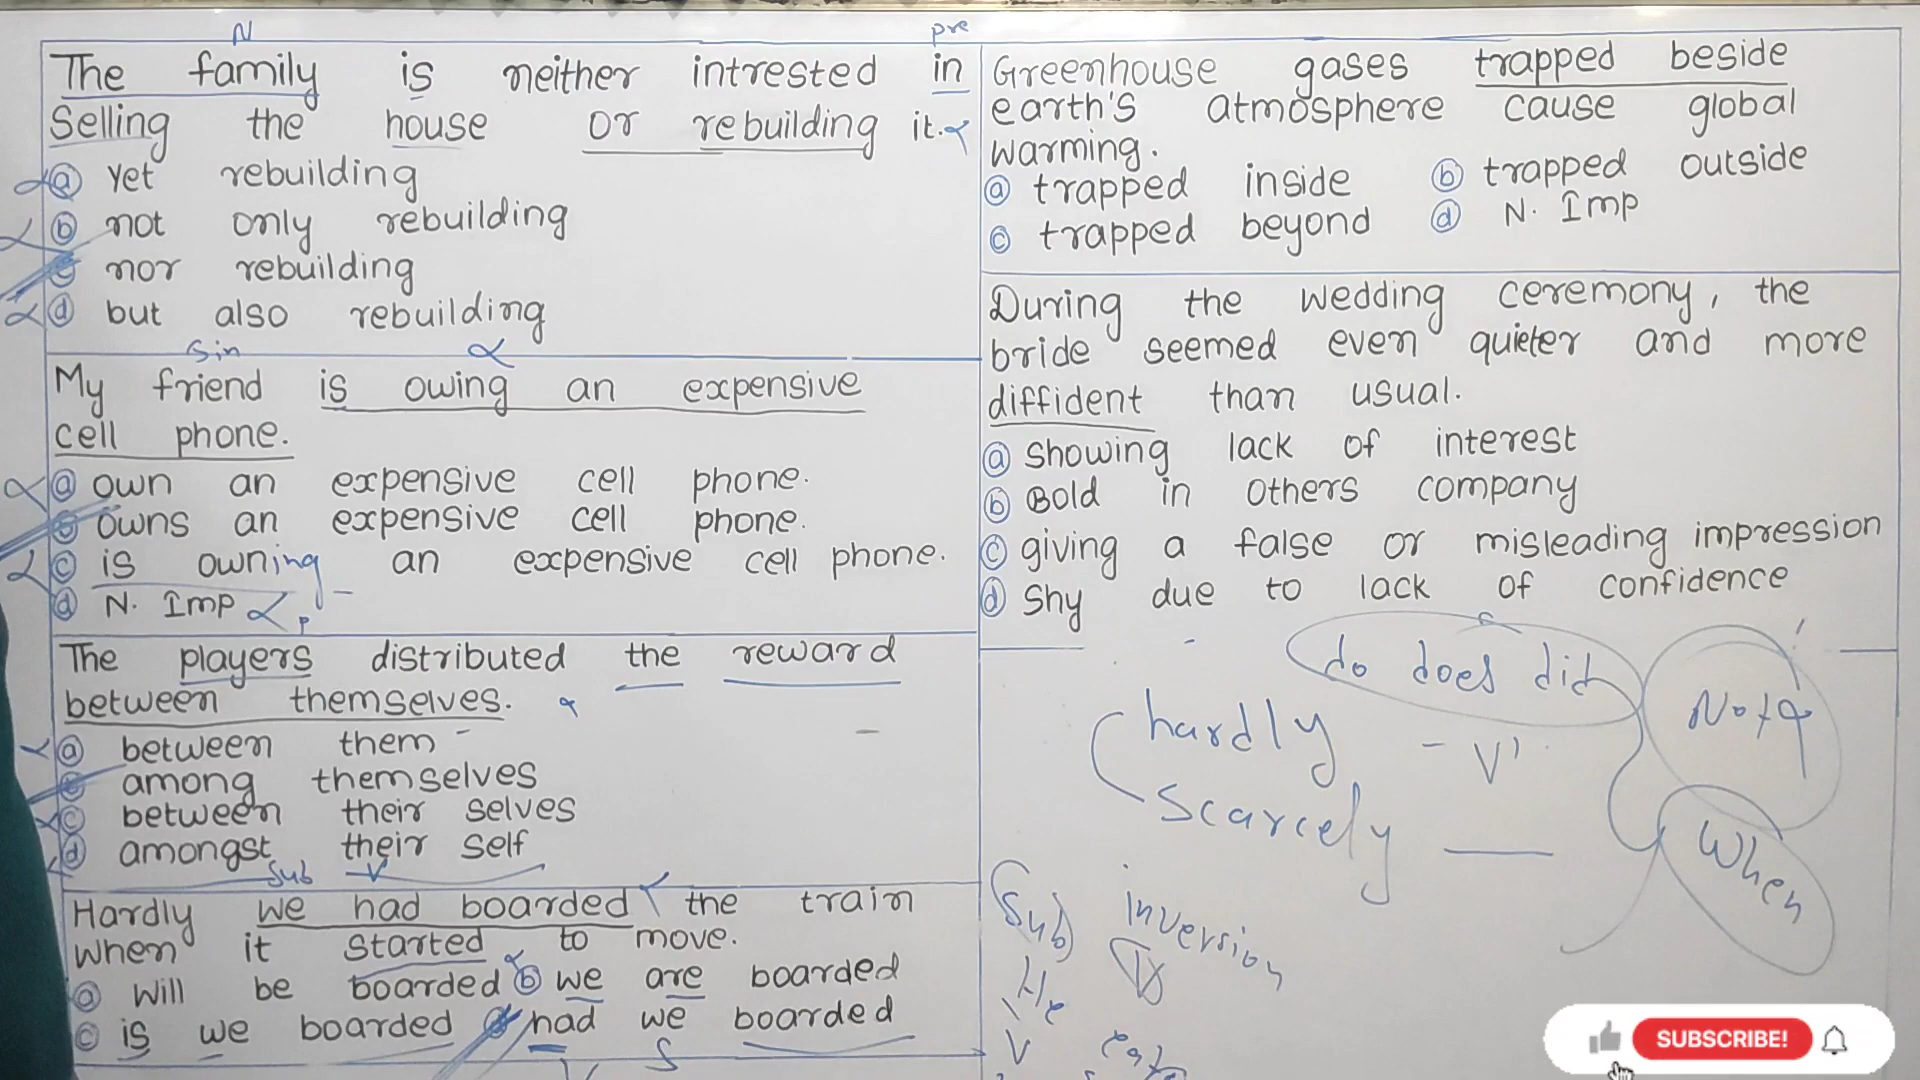 N
The family is neither intrested in
pre
Selling the house or rebuilding it.
ⓐ Yet rebuilding
ⓑ not only rebuilding
ⓒ nor rebuilding
ⓓ but also rebuilding
Sin
My friend is owing an expensive
cell phone.
ⓐ own an expensive cell phone.
ⓑ owns an expensive cell phone.
ⓒ is owning an expensive cell phone.
ⓓ N. Imp
P
The players distributed the reward
between themselves.
ⓐ between them
ⓑ among themselves
ⓒ between their selves
ⓓ amongst their self
Sub V
Hardly we had boarded the train
when it started to move.
ⓐ Will be boarded ⓑ we are boarded
ⓒ is we boarded ⓓ had we boarded
V S
Greenhouse gases trapped beside
earth's atmosphere cause global
warming.
ⓐ trapped inside ⓑ trapped outside
ⓒ trapped beyond ⓓ N. Imp
During the wedding ceremony, the
bride seemed even quieter and more
diffident than usual.
ⓐ Showing lack of interest
ⓑ Bold in others company
ⓒ giving a false or misleading impression
ⓓ Shy due to lack of confidence
do does did
hardly - V'
Scarcely
When
Sub inversion
He
V
SUBSCRIBE!